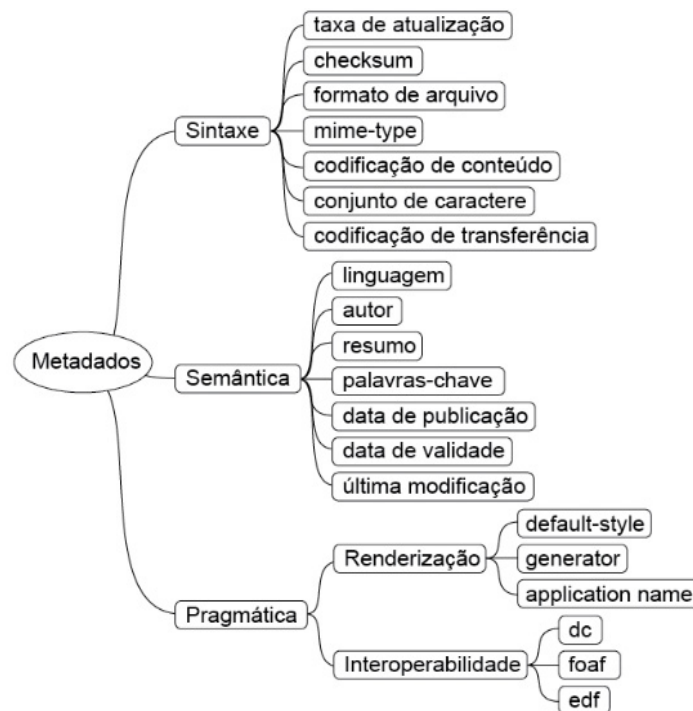 Metadados
Sintaxe
taxa de atualização
checksum
formato de arquivo
mime-type
codificação de conteúdo
conjunto de caractere
codificação de transferência
Semântica
linguagem
autor
resumo
palavras-chave
data de publicação
data de validade
última modificação
Pragmática
Renderização
default-style
generator
application name
Interoperabilidade
dc
foaf
edf